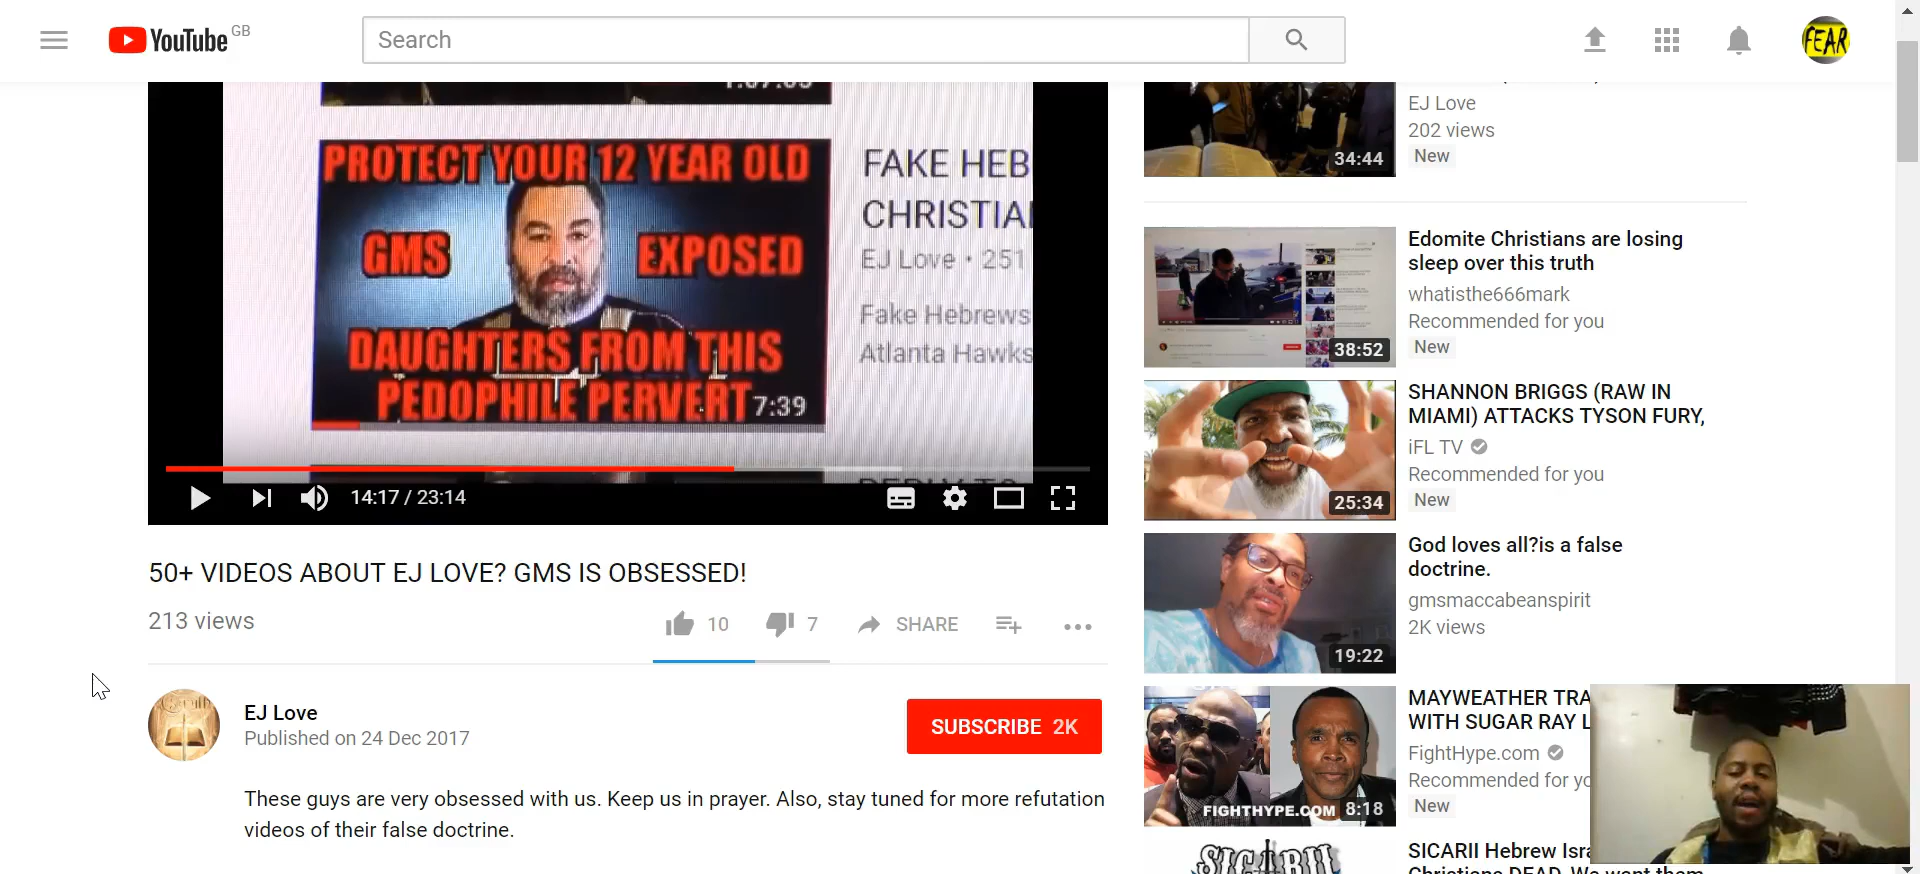 YouTube GB
Search
1:07:05
PROTECT YOUR 12 YEAR OLD
GMS EXPOSED
DAUGHTERS FROM THIS
PEDOPHILE PERVERT
7:39
FAKE HEB
CHRISTIA
EJ Love • 251
Fake Hebrews
Atlanta Hawks
14:17 / 23:14
50+ VIDEOS ABOUT EJ LOVE? GMS IS OBSESSED!
213 views
10
7
SHARE
EJ Love
Published on 24 Dec 2017
SUBSCRIBE 2K
These guys are very obsessed with us. Keep us in prayer. Also, stay tuned for more refutation
videos of their false doctrine.
FEAR
34:44
EJ Love
202 views
New
38:52
Edomite Christians are losing
sleep over this truth
whatisthe666mark
Recommended for you
New
25:34
SHANNON BRIGGS (RAW IN
MIAMI) ATTACKS TYSON FURY,
iFL TV
Recommended for you
New
19:22
God loves all?is a false
doctrine.
gmsmaccabeanspirit
2K views
FIGHTHYPE.COM 8:18
MAYWEATHER TRA
WITH SUGAR RAY L
FightHype.com
Recommended for yo
New
SICARII
SICARII Hebrew Isra